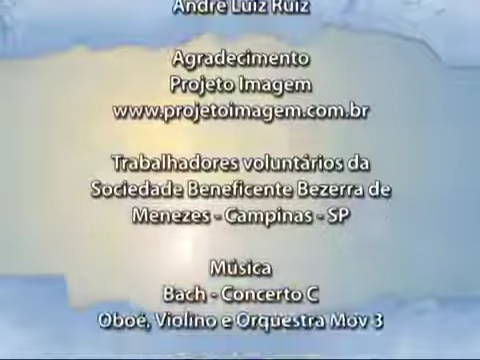 André Luiz Ruiz
Agradecimento
Projeto Imagem
www.projetoimagem.com.br
Trabalhadores voluntários da
Sociedade Beneficente Bezerra de
Menezes - Campinas - SP
Música
Bach - Concerto C
Oboé, Violino e Orquestra Mov 3